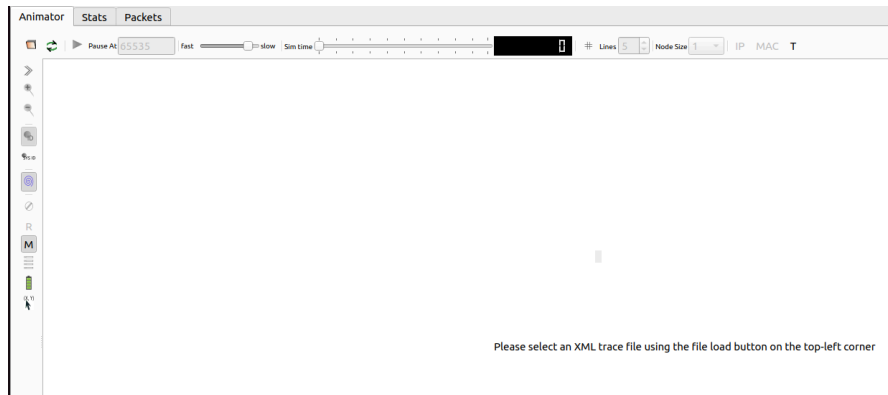 Animator Stats Packets
Pause At 65535 fast slow Sim time 0 # Lines 5 Node Size 1 IP MAC T
R
M
Please select an XML trace file using the file load button on the top-left corner